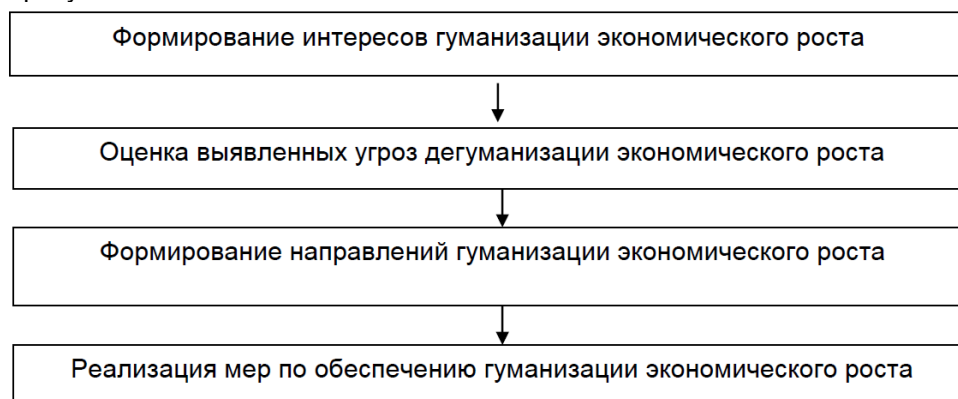 Формирование интересов гуманизации экономического роста
Оценка выявленных угроз дегуманизации экономического роста
Формирование направлений гуманизации экономического роста
Реализация мер по обеспечению гуманизации экономического роста